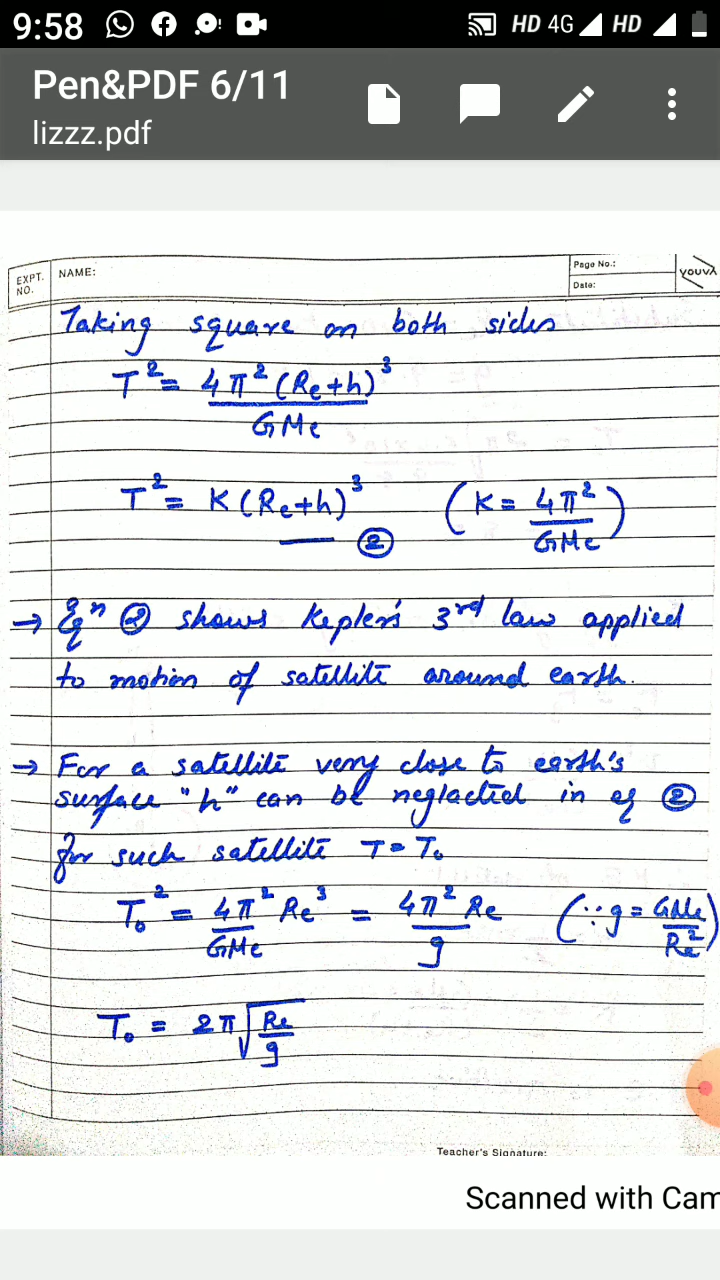 9:58 HD 4G HD
Pen&PDF 6/11
lizzz.pdf
EXPT. NO. NAME: Page No.:
Date:
YOUVA
Taking square on both sides
T² = 4π² (Re+h)³ / GMe
T² = K(Re+h)³ (K = 4π² / GMe)
②
→ Eqⁿ ② shows Kepler's 3rd law applied
to motion of satellite around earth.
→ For a satellite very close to earth's
surface "h" can be neglacted in eq ②
for such satellite T = T₀
T₀² = 4π² / GMe Re³ = 4π² Re / g (∵ g = GMe / Re²)
T₀ = 2π √(Re / g)
Teacher's Signature:
Scanned with Cam